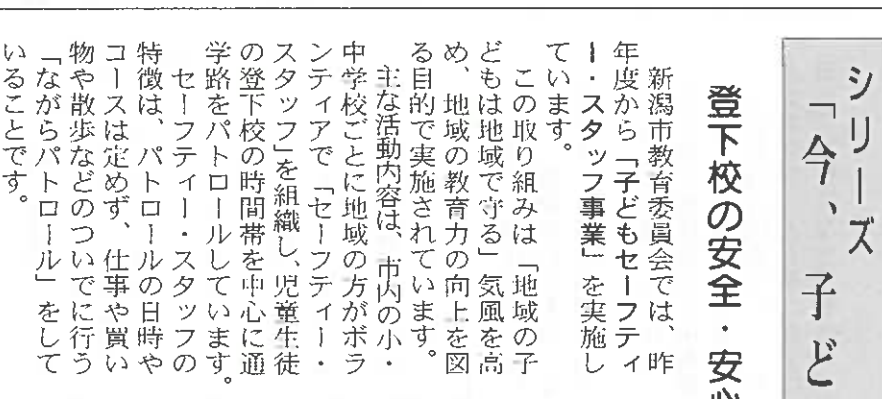 シリーズ
「今、子ど
登下校の安全・安心
新潟市教育委員会では、昨
年度から「子どもセーフティ
ー・スタッフ事業」を実施し
ています。
この取り組みは「地域の子
どもは地域で守る」気風を高
め、地域の教育力の向上を図
る目的で実施されています。
主な活動内容は、市内の小・
中学校ごとに地域の方がボラ
ンティアで「セーフティー・
スタッフ」を組織し、児童生徒
の登下校の時間帯を中心に通
学路をパトロールしています。
セーフティー・スタッフの
特徴は、パトロールの日時や
コースは定めず、仕事や買い
物や散歩などのついでに行う
「ながらパトロール」をして
いることです。